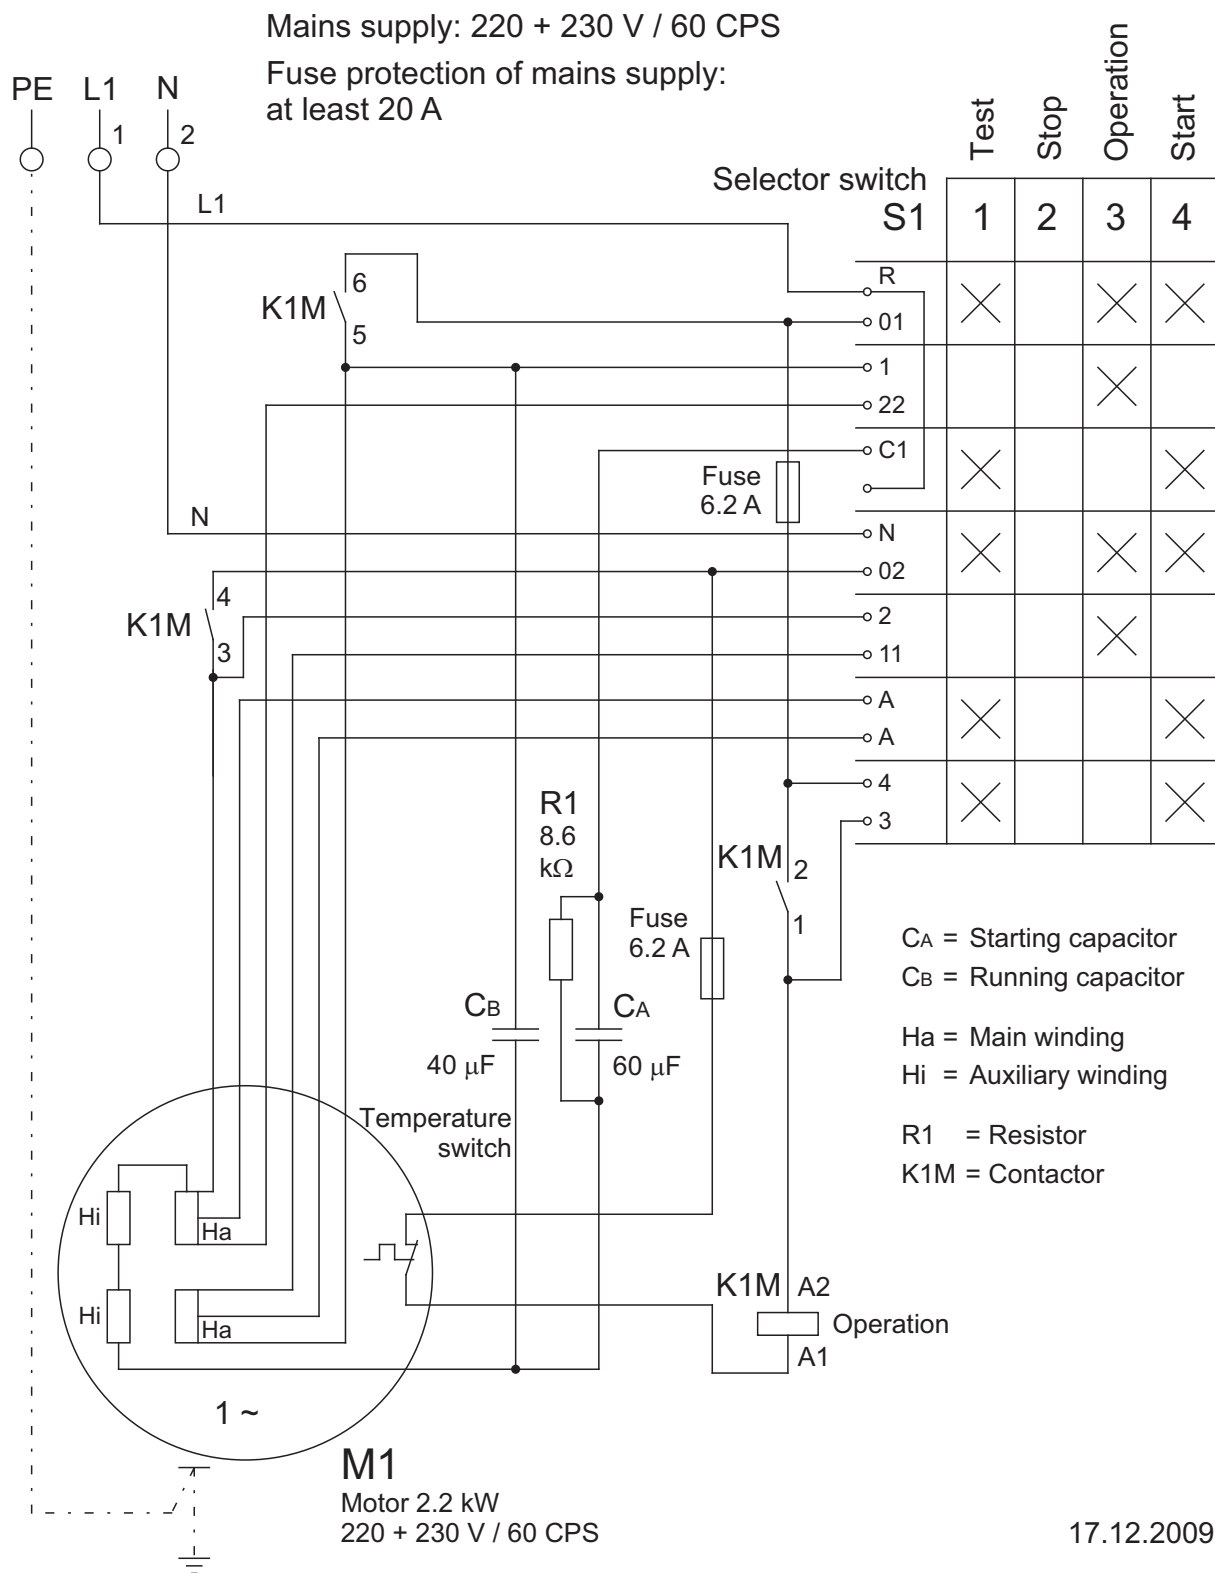 Mains supply: 220 + 230 V / 60 CPS
Fuse protection of mains supply:
at least 20 A
PE L1 N
1 2
L1
Test
Stop
Operation
Start
Selector switch
S1 1 2 3 4
R
01
1
22
C1
N
02
2
11
A
A
4
3
K1M
6
5
Fuse
6.2 A
N
K1M
4
3
R1
8.6
kΩ
K1M
2
1
Fuse
6.2 A
CB
40 µF
CA
60 µF
CA = Starting capacitor
CB = Running capacitor
Ha = Main winding
Hi = Auxiliary winding
R1 = Resistor
K1M = Contactor
Temperature
switch
Hi
Ha
Hi
Ha
K1M A2
Operation
A1
1 ~
M1
Motor 2.2 kW
220 + 230 V / 60 CPS
17.12.2009